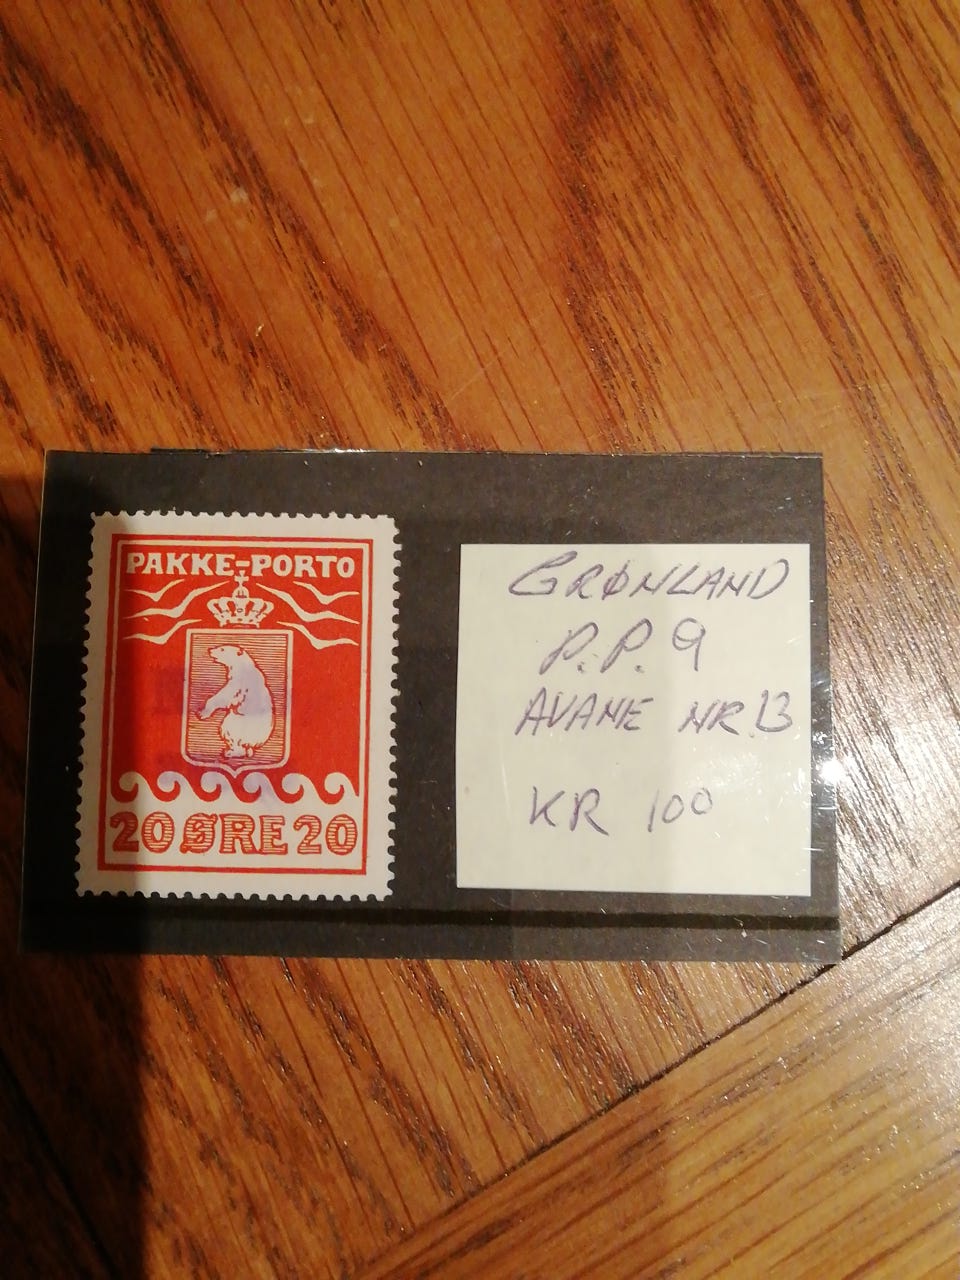 PAKKE-PORTO
20 ØRE 20
GRØNLAND
P.P. 9
AVANE NR. 13
KR 100